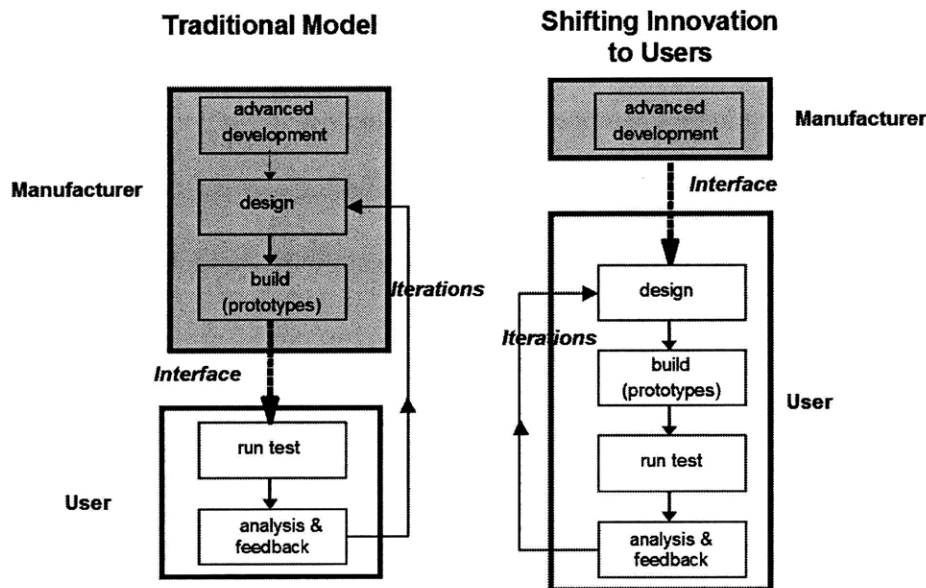 Traditional Model
Manufacturer
advanced
development
design
build
(prototypes)
Iterations
Interface
User
run test
analysis &
feedback
Shifting Innovation
to Users
advanced
development
Manufacturer
Interface
design
Iterations
build
(prototypes)
User
run test
analysis &
feedback